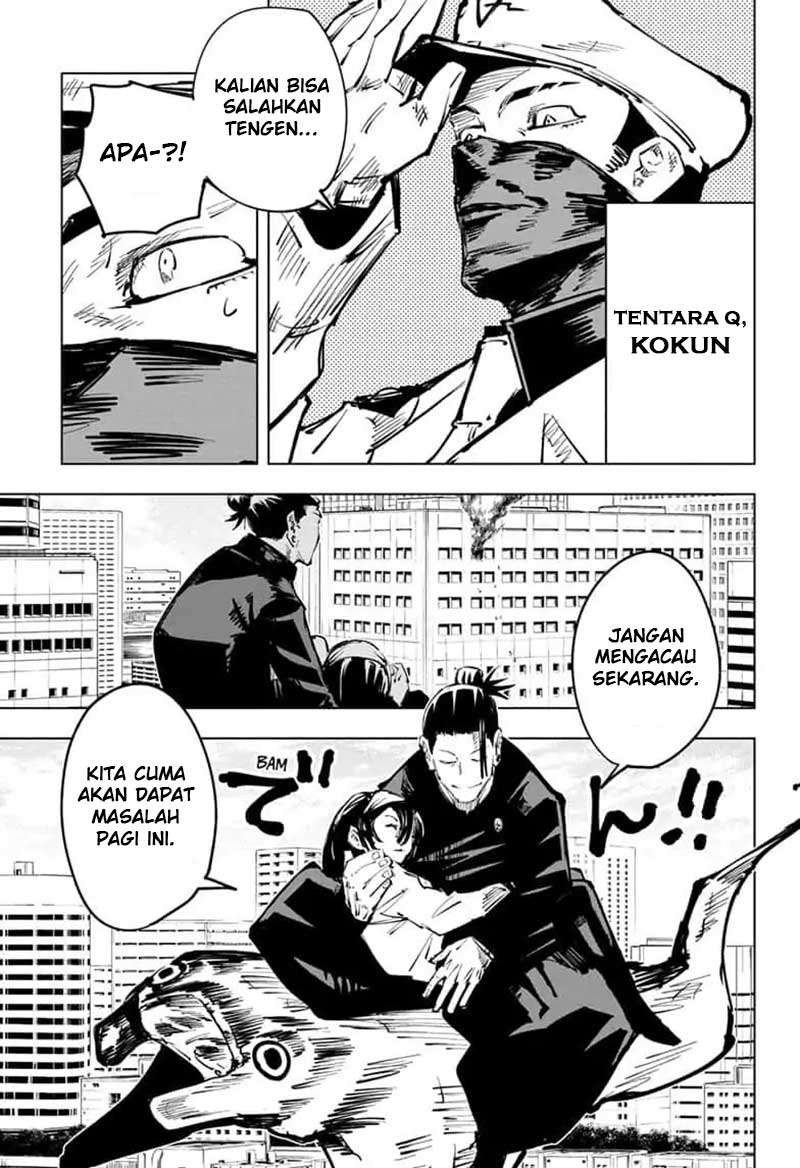 KALIAN BISA
SALAHKAN
TENGEN...
TENTARA Q,
KOKUN
APA-?!
JANGAN
MENGACAU
SEKARANG.
BAM
で
ん!!
KITA CUMA
AKAN DAPAT
MASALAH
PAGI INI.